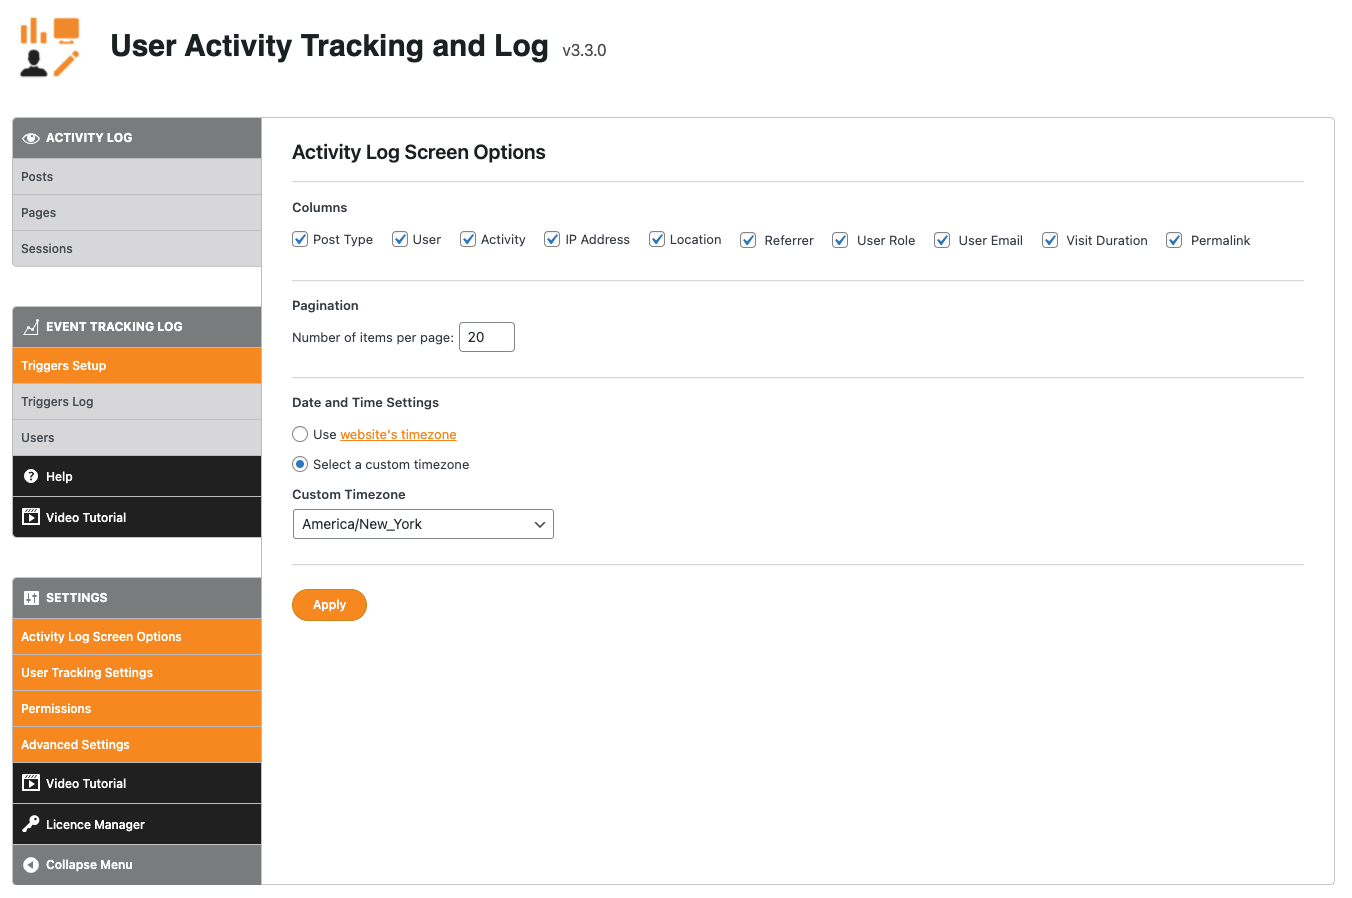 User Activity Tracking and Log v3.3.0
ACTIVITY LOG
Posts
Pages
Sessions
EVENT TRACKING LOG
Triggers Setup
Triggers Log
Users
Help
Video Tutorial
SETTINGS
Activity Log Screen Options
User Tracking Settings
Permissions
Advanced Settings
Video Tutorial
Licence Manager
Collapse Menu
Activity Log Screen Options
Columns
Post Type User Activity IP Address Location Referrer User Role User Email Visit Duration Permalink
Pagination
Number of items per page: 20
Date and Time Settings
Use website's timezone
Select a custom timezone
Custom Timezone
America/New_York
Apply